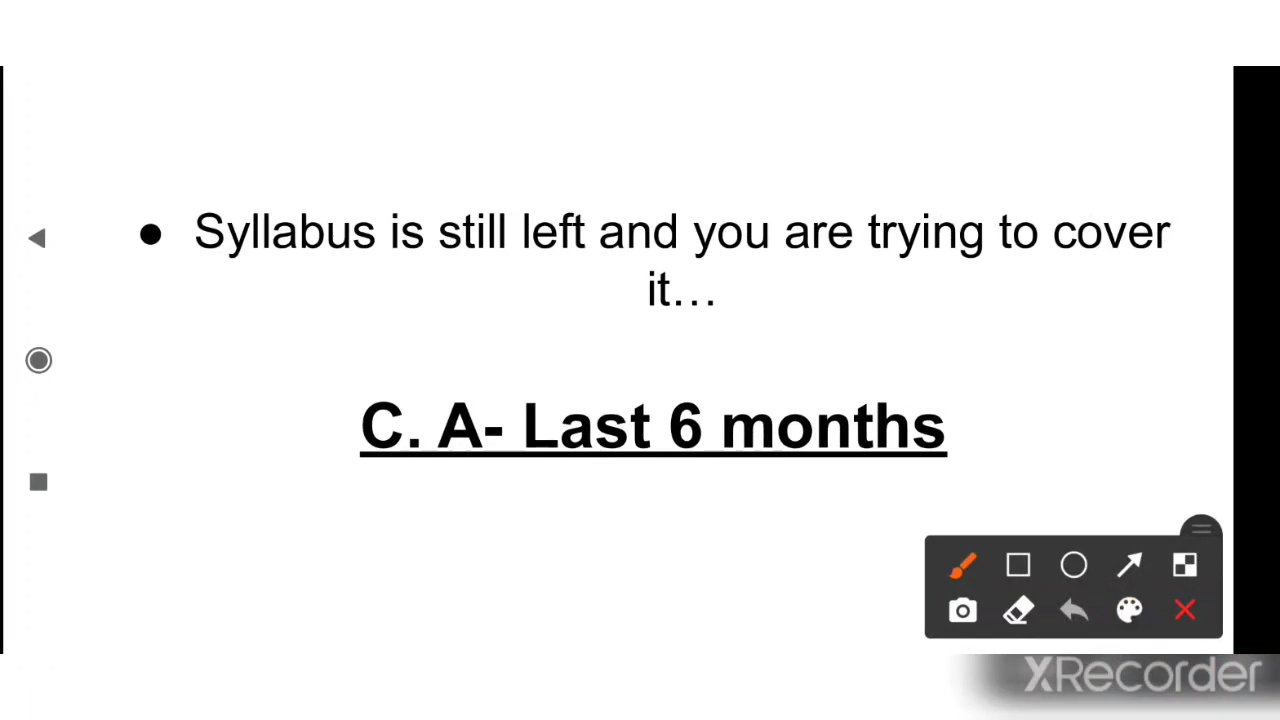 ● Syllabus is still left and you are trying to cover
it…
C. A- Last 6 months
XRecorder